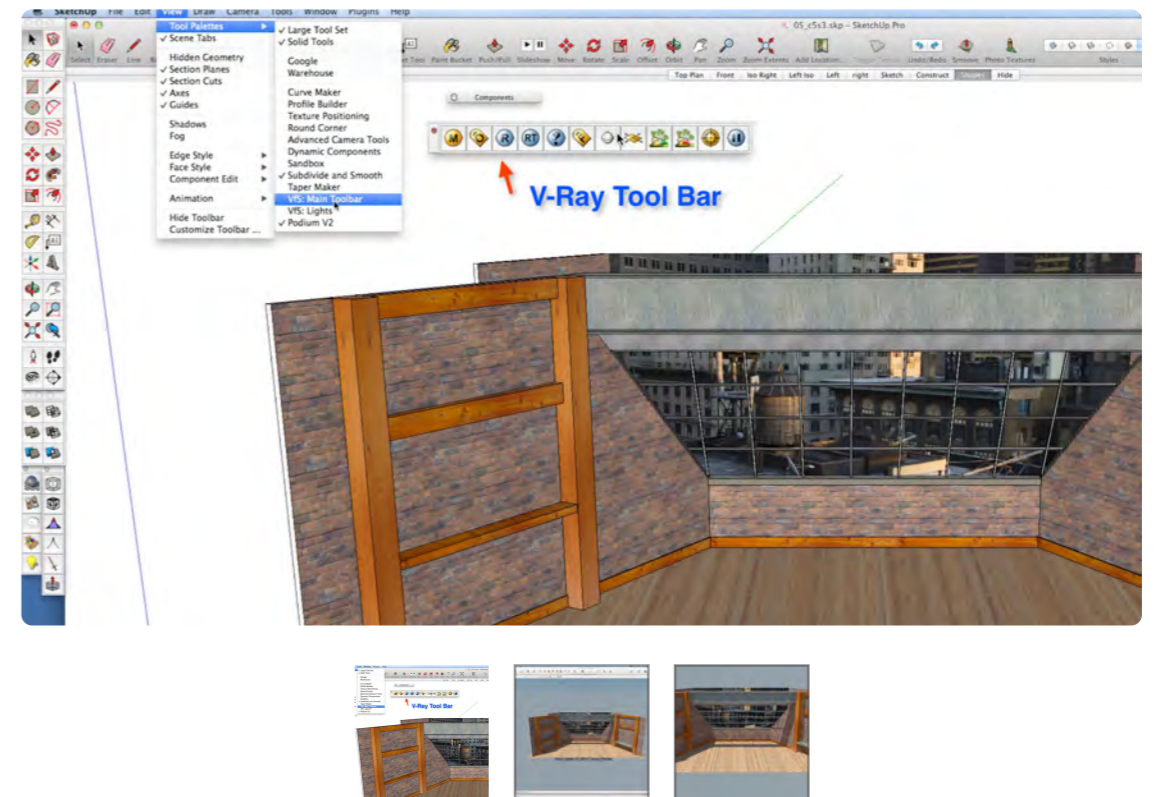 SketchUp File Edit View Draw Camera Tools Window Plugins Help
05_c5s3.skp – SketchUp Pro
Tool Palettes
✓ Scene Tabs
Hidden Geometry
✓ Section Planes
✓ Section Cuts
✓ Axes
✓ Guides
Shadows
Fog
Edge Style
Face Style
Component Edit
Animation
Hide Toolbar
Customize Toolbar ...
✓ Large Tool Set
✓ Solid Tools
Google
Warehouse
Curve Maker
Profile Builder
Texture Positioning
Round Corner
Advanced Camera Tools
Dynamic Components
Sandbox
✓ Subdivide and Smooth
Taper Maker
VfS: Main Toolbar
VfS: Lights
✓ Podium V2
Select Eraser Line
Paint Bucket Push/Pull Slideshow Move Rotate Scale Offset Orbit Pan Zoom Zoom Extents Add Location... Undo/Redo Smoove Photo Textures Styles
Top Plan Front Iso Right Left Iso Left right Sketch Construct Shapes Hide
Components
M R RT
V-Ray Tool Bar
V-Ray Tool Bar